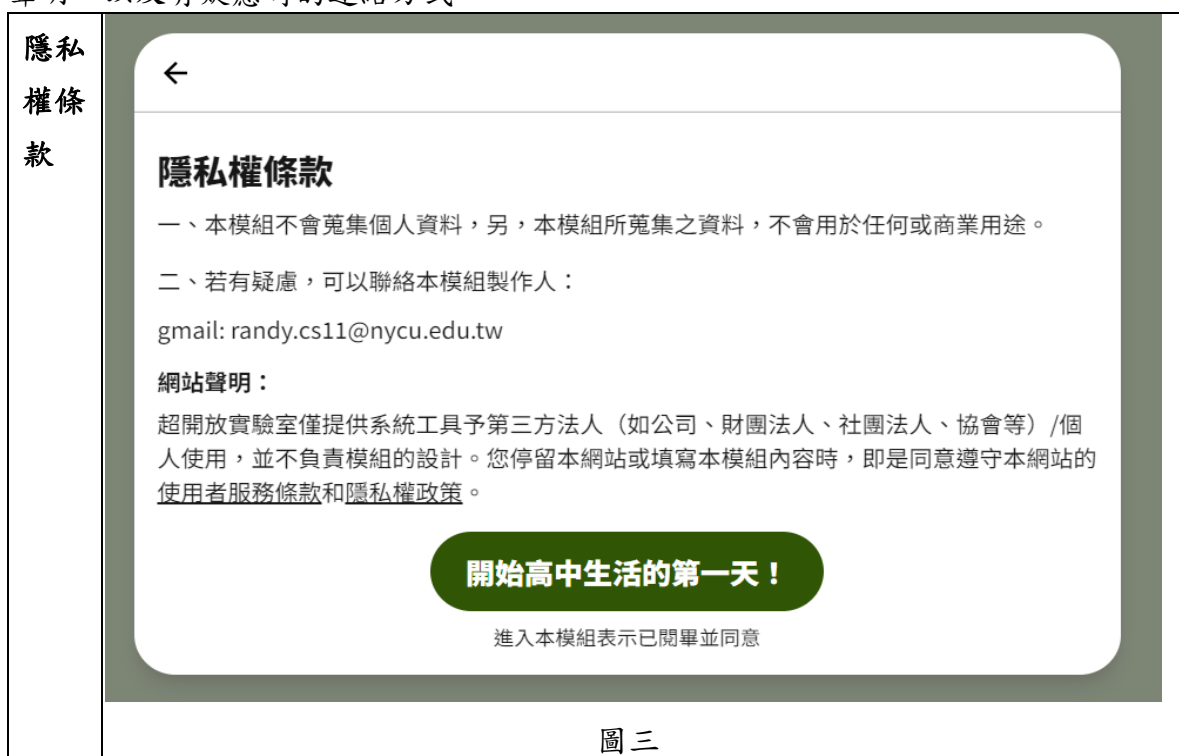 隱私
權條
款
隱私權條款
一、本模組不會蒐集個人資料，另，本模組所蒐集之資料，不會用於任何或商業用途。
二、若有疑慮，可以聯絡本模組製作人：
gmail: randy.cs11@nycu.edu.tw
網站聲明：
超開放實驗室僅提供系統工具予第三方法人（如公司、財團法人、社團法人、協會等）/個
人使用，並不負責模組的設計。您停留本網站或填寫本模組內容時，即是同意遵守本網站的
使用者服務條款和隱私權政策。
開始高中生活的第一天！
進入本模組表示已閱畢並同意
圖三